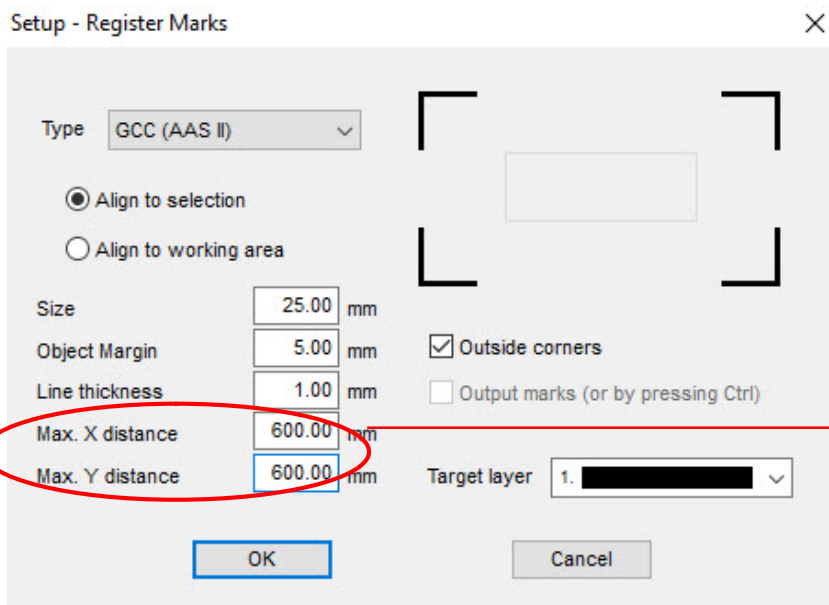 Setup - Register Marks
Type GCC (AAS II)
Align to selection
Align to working area
Size 25.00 mm
Object Margin 5.00 mm
Outside corners
Line thickness 1.00 mm
Output marks (or by pressing Ctrl)
Max. X distance 600.00 mm
Max. Y distance 600.00 mm
Target layer 1.
OK
Cancel